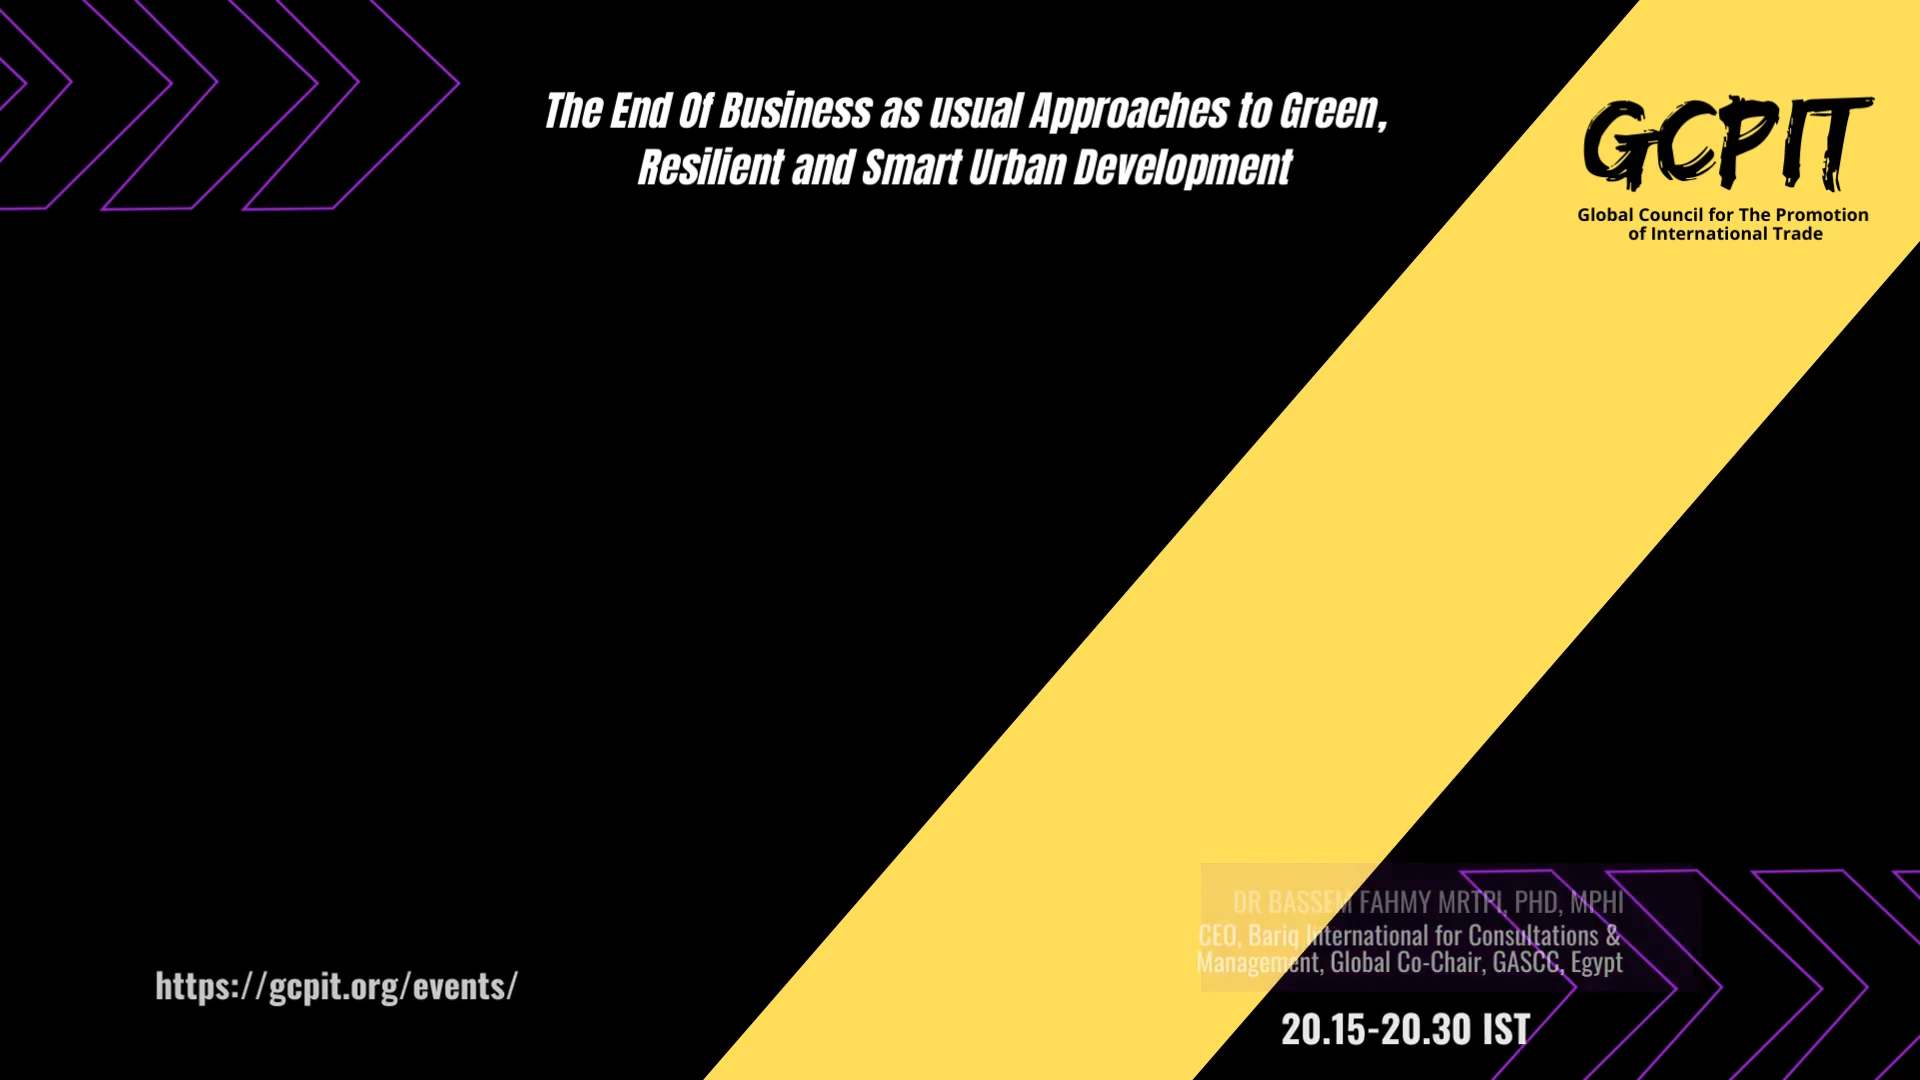 The End Of Business as usual Approaches to Green,
Resilient and Smart Urban Development
GCPIT
Global Council for The Promotion
of International Trade
DR BASSEM FAHMY MRTPI, PHD, MPHI
CEO, Bariq International for Consultations &
Management, Global Co-Chair, GASCC, Egypt
https://gcpit.org/events/
20.15-20.30 IST